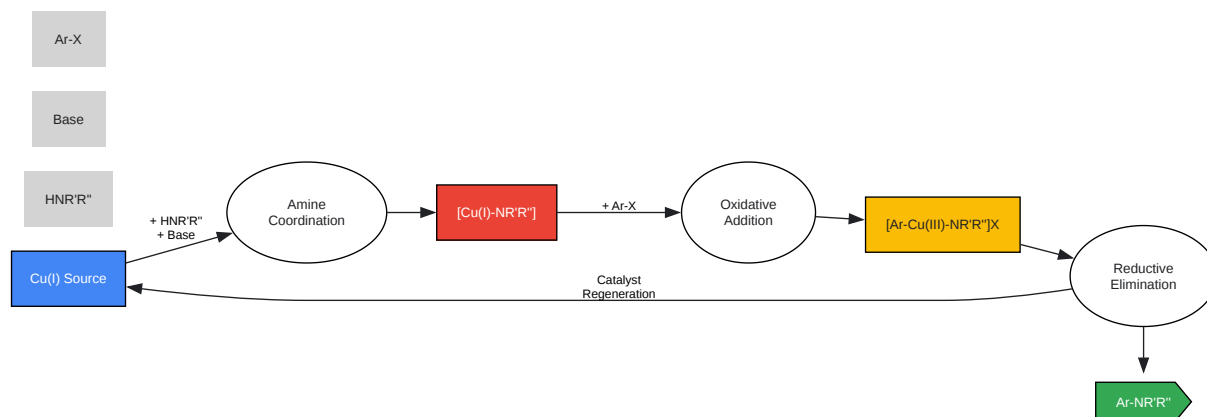 Ar-X
Base
HNR'R"
Cu(I) Source
+ HNR'R"
+ Base
Amine
Coordination
[Cu(I)-NR'R"]
+ Ar-X
Oxidative
Addition
[Ar-Cu(III)-NR'R"]X
Reductive
Elimination
Catalyst
Regeneration
Ar-NR'R"